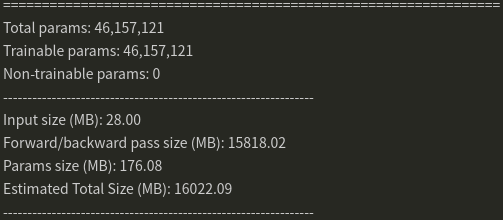 ================================================================
Total params: 46,157,121
Trainable params: 46,157,121
Non-trainable params: 0
----------------------------------------------------------------
Input size (MB): 28.00
Forward/backward pass size (MB): 15818.02
Params size (MB): 176.08
Estimated Total Size (MB): 16022.09
----------------------------------------------------------------